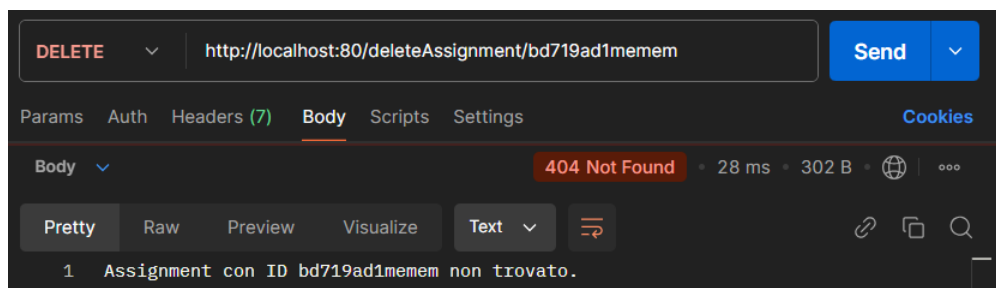 DELETE http://localhost:80/deleteAssignment/bd719ad1memem Send
Params Auth Headers (7) Body Scripts Settings Cookies
Body 404 Not Found • 28 ms • 302 B •
Pretty Raw Preview Visualize Text
1 Assignment con ID bd719ad1memem non trovato.